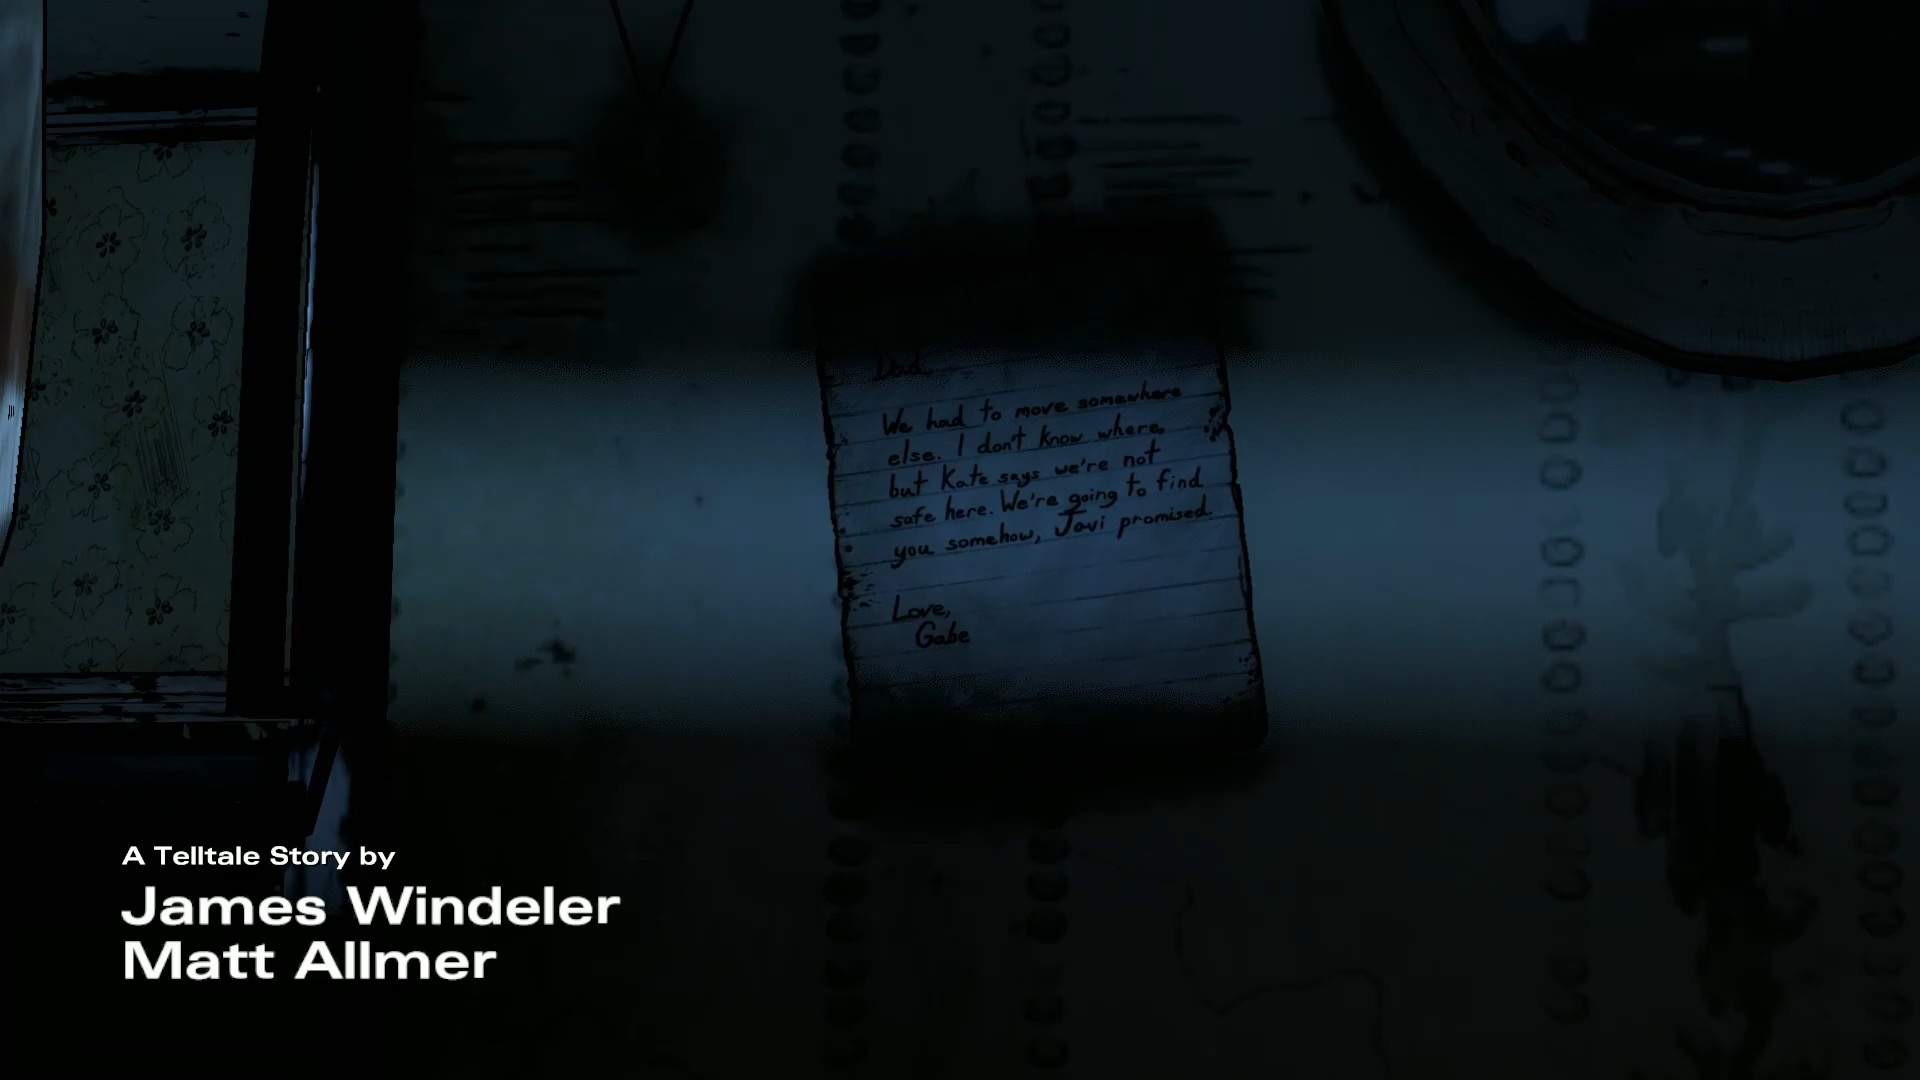 Dad
We had to move somewhere
else. I don't know where,
but Kate says we're not
safe here. We're going to find
you somehow, Javi promised.
Love,
Gabe
A Telltale Story by
James Windeler
Matt Allmer